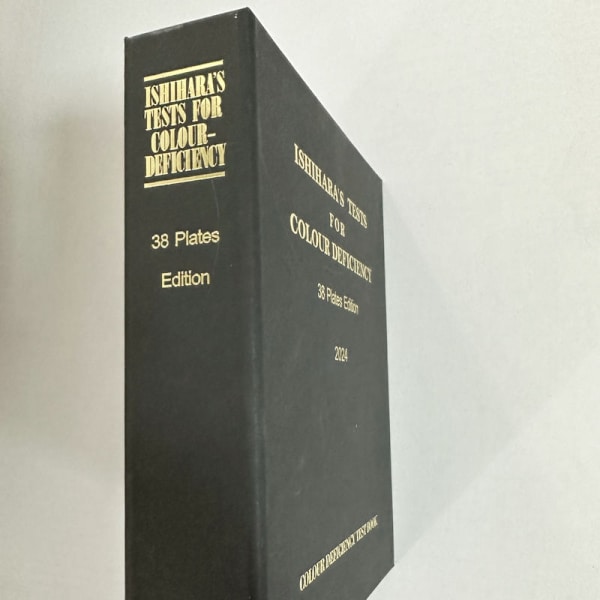 ISHIHARA'S
TESTS FOR
COLOUR-
DEFICIENCY
38 Plates
Edition
ISHIHARA'S TESTS
FOR
COLOUR DEFICIENCY
38 Plates Edition
2024
COLOUR DEFICIENCY TEST BOOK